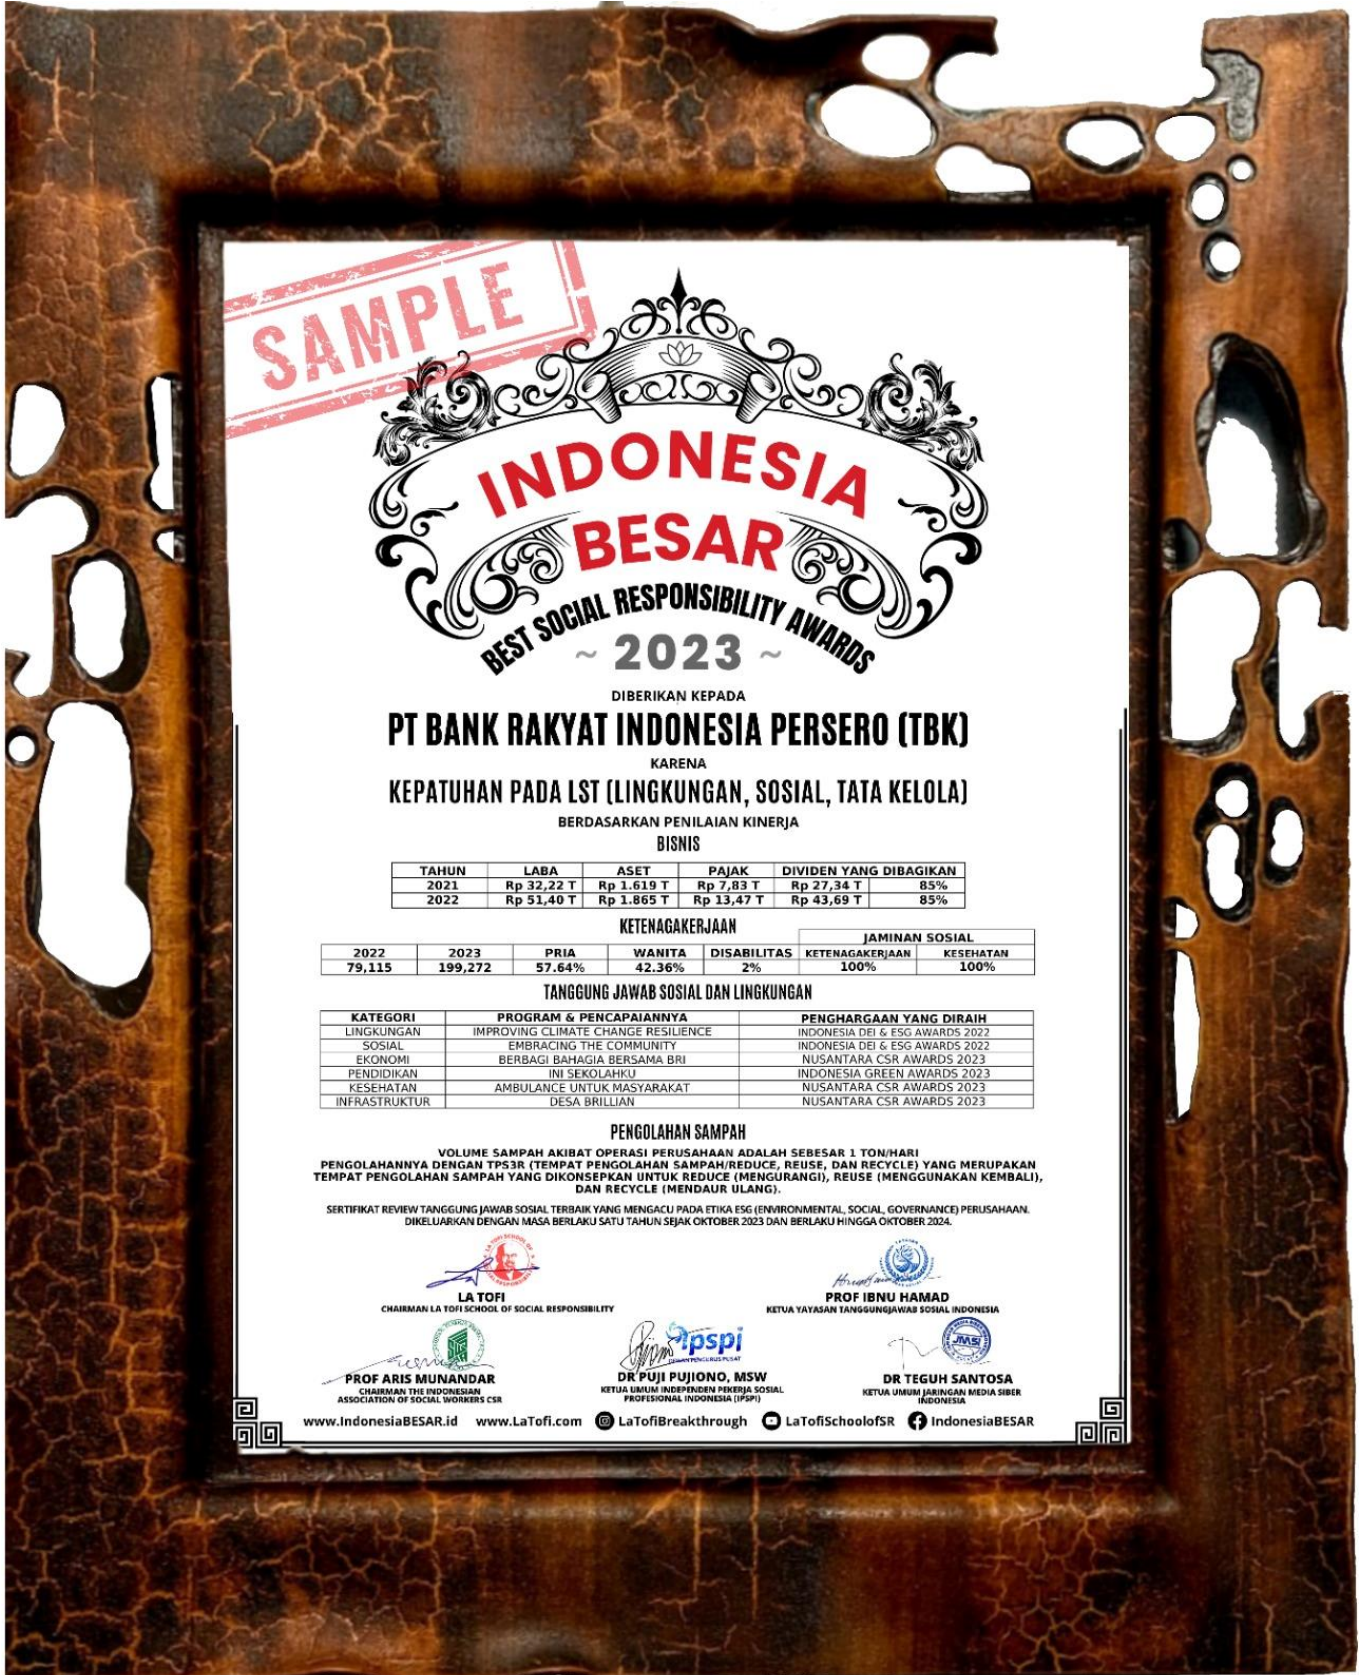 SAMPLE
INDONESIA
BESAR
BEST SOCIAL RESPONSIBILITY AWARDS
~ 2023 ~
DIBERIKAN KEPADA
PT BANK RAKYAT INDONESIA PERSERO (TBK)
KARENA
KEPATUHAN PADA LST (LINGKUNGAN, SOSIAL, TATA KELOLA)
BERDASARKAN PENILAIAN KINERJA
BISNIS
TAHUN LABA ASET PAJAK DIVIDEN YANG DIBAGIKAN
2021 Rp 32,22 T Rp 1.619 T Rp 7,83 T Rp 27,34 T 85%
2022 Rp 51,40 T Rp 1.865 T Rp 13,47 T Rp 43,69 T 85%
KETENAGAKERJAAN
JAMINAN SOSIAL
2022 2023 PRIA WANITA DISABILITAS KETENAGAKERJAAN KESEHATAN
79,115 199,272 57.64% 42.36% 2% 100% 100%
TANGGUNG JAWAB SOSIAL DAN LINGKUNGAN
KATEGORI PROGRAM & PENCAPAIANNYA PENGHARGAAN YANG DIRAIH
LINGKUNGAN IMPROVING CLIMATE CHANGE RESILIENCE INDONESIA DEI & ESG AWARDS 2022
SOSIAL EMBRACING THE COMMUNITY INDONESIA DEI & ESG AWARDS 2022
EKONOMI BERBAGI BAHAGIA BERSAMA BRI NUSANTARA CSR AWARDS 2023
PENDIDIKAN INI SEKOLAHKU INDONESIA GREEN AWARDS 2023
KESEHATAN AMBULANCE UNTUK MASYARAKAT NUSANTARA CSR AWARDS 2023
INFRASTRUKTUR DESA BRILLIAN NUSANTARA CSR AWARDS 2023
PENGOLAHAN SAMPAH
VOLUME SAMPAH AKIBAT OPERASI PERUSAHAAN ADALAH SEBESAR 1 TON/HARI
PENGOLAHANNYA DENGAN TPS3R (TEMPAT PENGOLAHAN SAMPAH/REDUCE, REUSE, DAN RECYCLE) YANG MERUPAKAN
TEMPAT PENGOLAHAN SAMPAH YANG DIKONSEPKAN UNTUK REDUCE (MENGURANGI), REUSE (MENGGUNAKAN KEMBALI),
DAN RECYCLE (MENDAUR ULANG).
SERTIFIKAT REVIEW TANGGUNG JAWAB SOSIAL TERBAIK YANG MENGACU PADA ETIKA ESG (ENVIRONMENTAL, SOCIAL, GOVERNANCE) PERUSAHAAN.
DIKELUARKAN DENGAN MASA BERLAKU SATU TAHUN SEJAK OKTOBER 2023 DAN BERLAKU HINGGA OKTOBER 2024.
LA TOFI
CHAIRMAN LA TOFI SCHOOL OF SOCIAL RESPONSIBILITY
PROF IBNU HAMAD
KETUA YAYASAN TANGGUNGJAWAB SOSIAL INDONESIA
ipspi
DEWAN PENGURUS PUSAT
JMSI
PROF ARIS MUNANDAR
CHAIRMAN THE INDONESIAN
ASSOCIATION OF SOCIAL WORKERS CSR
DR PUJI PUJIONO, MSW
KETUA UMUM INDEPENDEN PEKERJA SOSIAL
PROFESIONAL INDONESIA (IPSPI)
DR TEGUH SANTOSA
KETUA UMUM JARINGAN MEDIA SIBER
INDONESIA
www.IndonesiaBESAR.id www.LaTofi.com LaTofiBreakthrough LaTofiSchoolofSR IndonesiaBESAR